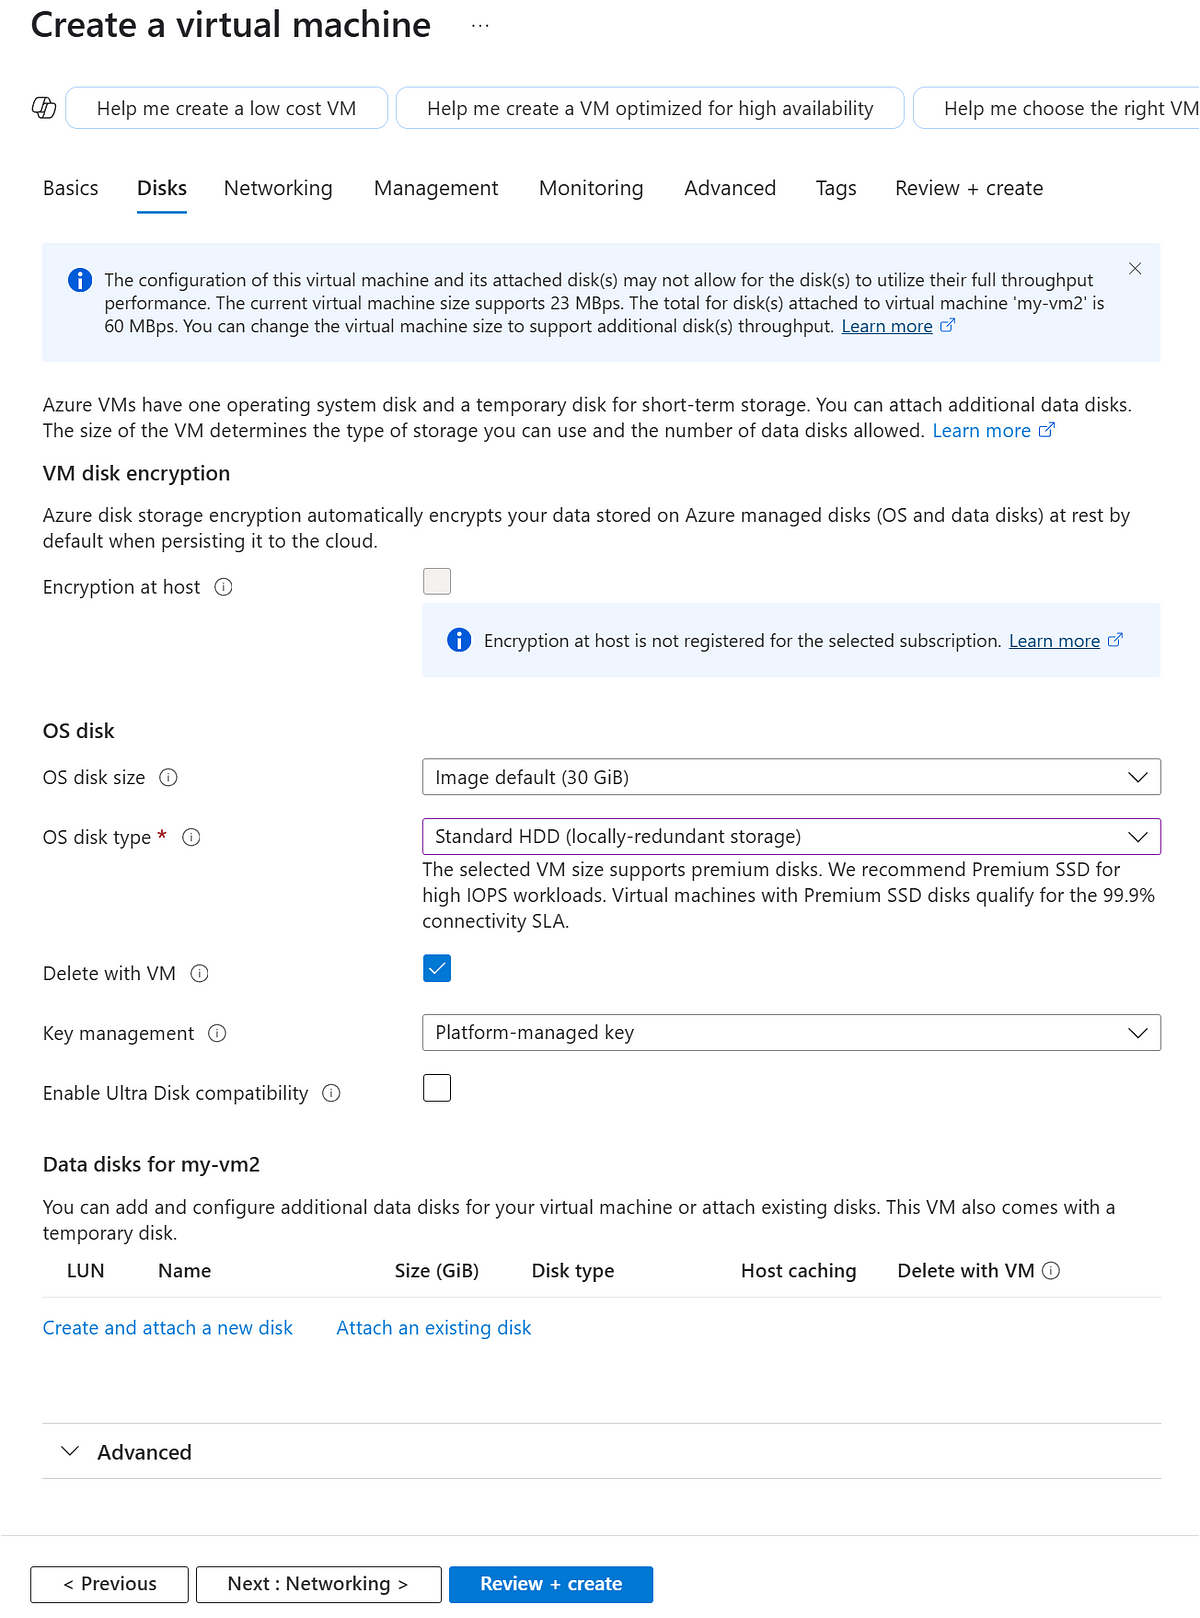 Create a virtual machine ...
Help me create a low cost VM
Help me create a VM optimized for high availability
Help me choose the right VM
Basics Disks Networking Management Monitoring Advanced Tags Review + create
The configuration of this virtual machine and its attached disk(s) may not allow for the disk(s) to utilize their full throughput
performance. The current virtual machine size supports 23 MBps. The total for disk(s) attached to virtual machine 'my-vm2' is
60 MBps. You can change the virtual machine size to support additional disk(s) throughput. Learn more
Azure VMs have one operating system disk and a temporary disk for short-term storage. You can attach additional data disks.
The size of the VM determines the type of storage you can use and the number of data disks allowed. Learn more
VM disk encryption
Azure disk storage encryption automatically encrypts your data stored on Azure managed disks (OS and data disks) at rest by
default when persisting it to the cloud.
Encryption at host
Encryption at host is not registered for the selected subscription. Learn more
OS disk
OS disk size
Image default (30 GiB)
OS disk type *
Standard HDD (locally-redundant storage)
The selected VM size supports premium disks. We recommend Premium SSD for
high IOPS workloads. Virtual machines with Premium SSD disks qualify for the 99.9%
connectivity SLA.
Delete with VM
Key management
Platform-managed key
Enable Ultra Disk compatibility
Data disks for my-vm2
You can add and configure additional data disks for your virtual machine or attach existing disks. This VM also comes with a
temporary disk.
LUN Name Size (GiB) Disk type Host caching Delete with VM
Create and attach a new disk Attach an existing disk
Advanced
< Previous
Next : Networking >
Review + create